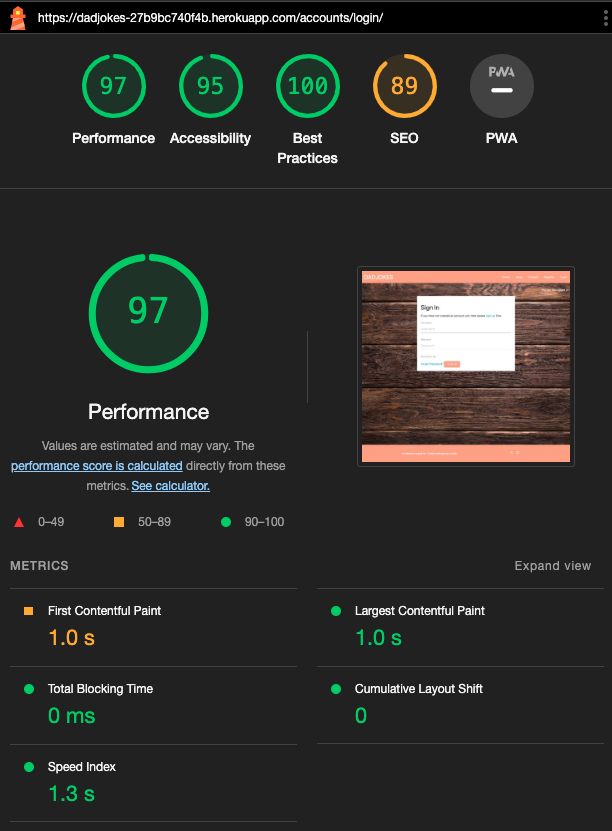 https://dadjokes-27b9bc740f4b.herokuapp.com/accounts/login/
97 95 100 89 PWA
Performance Accessibility Best Practices SEO PWA
97
Performance
Values are estimated and may vary. The
performance score is calculated directly from these
metrics. See calculator.
0–49 50–89 90–100
DADJOKES
Sign In
METRICS Expand view
First Contentful Paint
1.0 s
Largest Contentful Paint
1.0 s
Total Blocking Time
0 ms
Cumulative Layout Shift
0
Speed Index
1.3 s